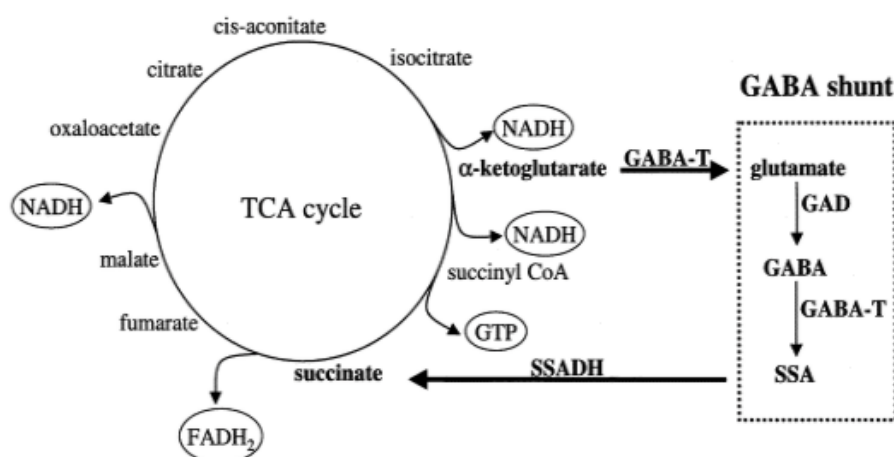 cis-aconitate
citrate
isocitrate
GABA shunt
oxaloacetate
NADH
α-ketoglutarate
GABA-T
glutamate
GAD
NADH
TCA cycle
NADH
malate
succinyl CoA
GABA
GABA-T
fumarate
GTP
succinate
SSADH
SSA
FADH₂